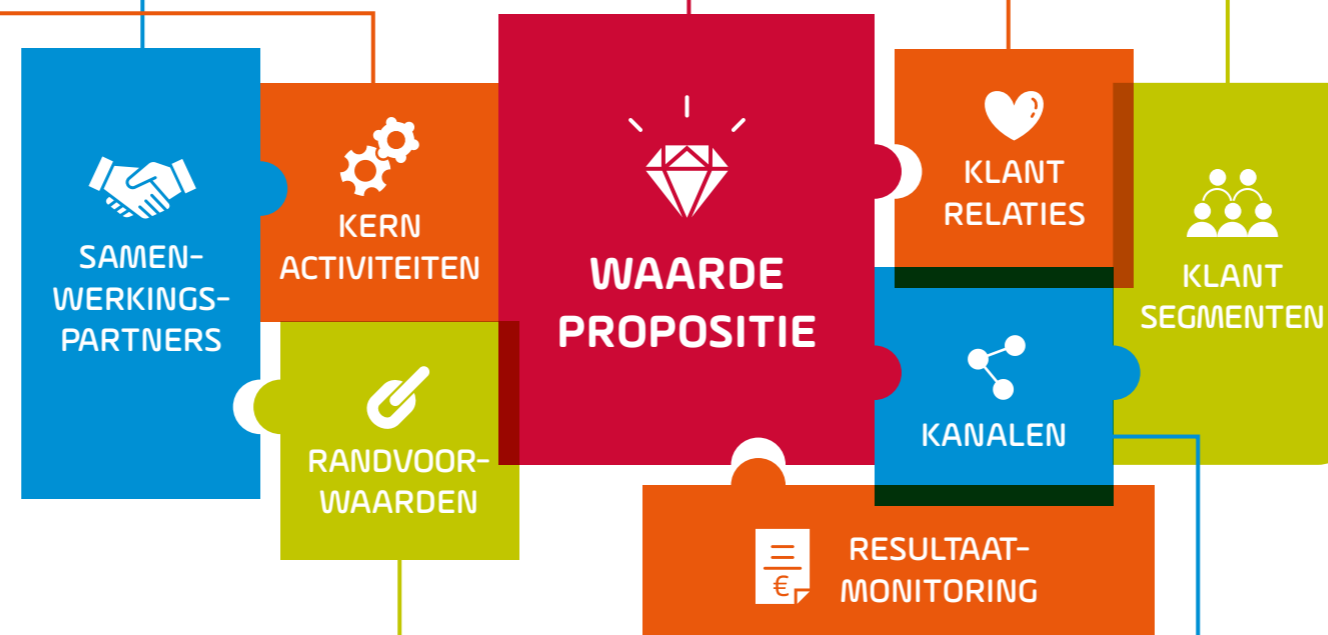 SAMEN-
WERKINGS-
PARTNERS
KERN
ACTIVITEITEN
RANDVOOR-
WAARDEN
WAARDE
PROPOSITIE
KLANT
RELATIES
KANALEN
KLANT
SEGMENTEN
€
RESULTAAT-
MONITORING